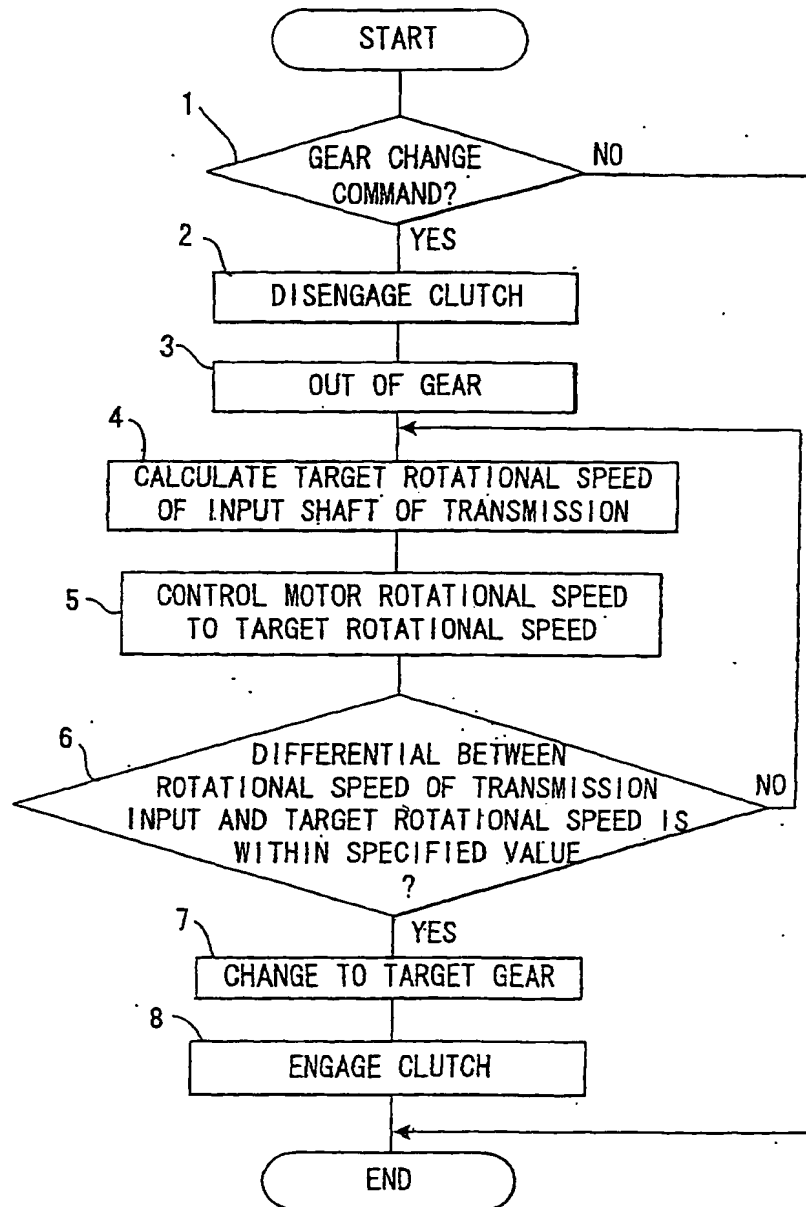 START
1
GEAR CHANGE
COMMAND?
NO
YES
2
DISENGAGE CLUTCH
3
OUT OF GEAR
4
CALCULATE TARGET ROTATIONAL SPEED
OF INPUT SHAFT OF TRANSMISSION
5
CONTROL MOTOR ROTATIONAL SPEED
TO TARGET ROTATIONAL SPEED
6
DIFFERENTIAL BETWEEN
ROTATIONAL SPEED OF TRANSMISSION
INPUT AND TARGET ROTATIONAL SPEED IS
WITHIN SPECIFIED VALUE
?
NO
YES
7
CHANGE TO TARGET GEAR
8
ENGAGE CLUTCH
END